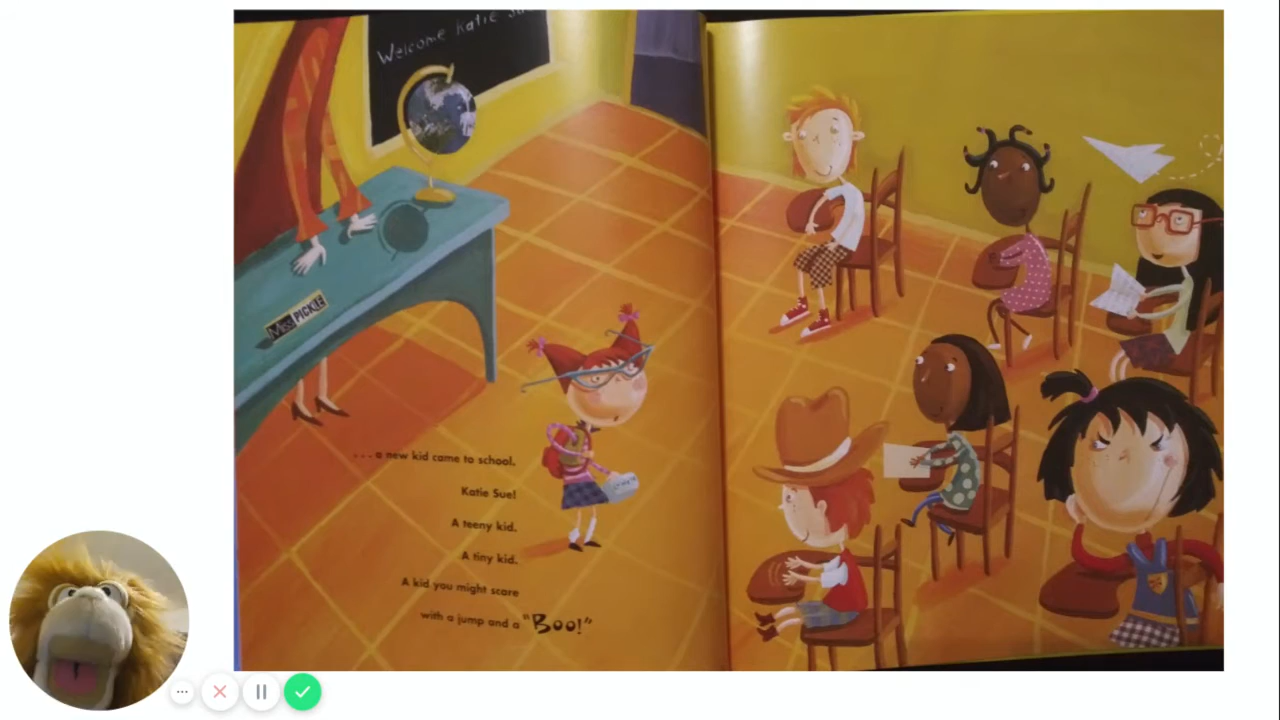 Welcome Katie
Miss PICKLE
...a new kid came to school,
Katie Sue!
A teeny kid.
A tiny kid.
A kid you might scare
with a jump and a "Boo!"